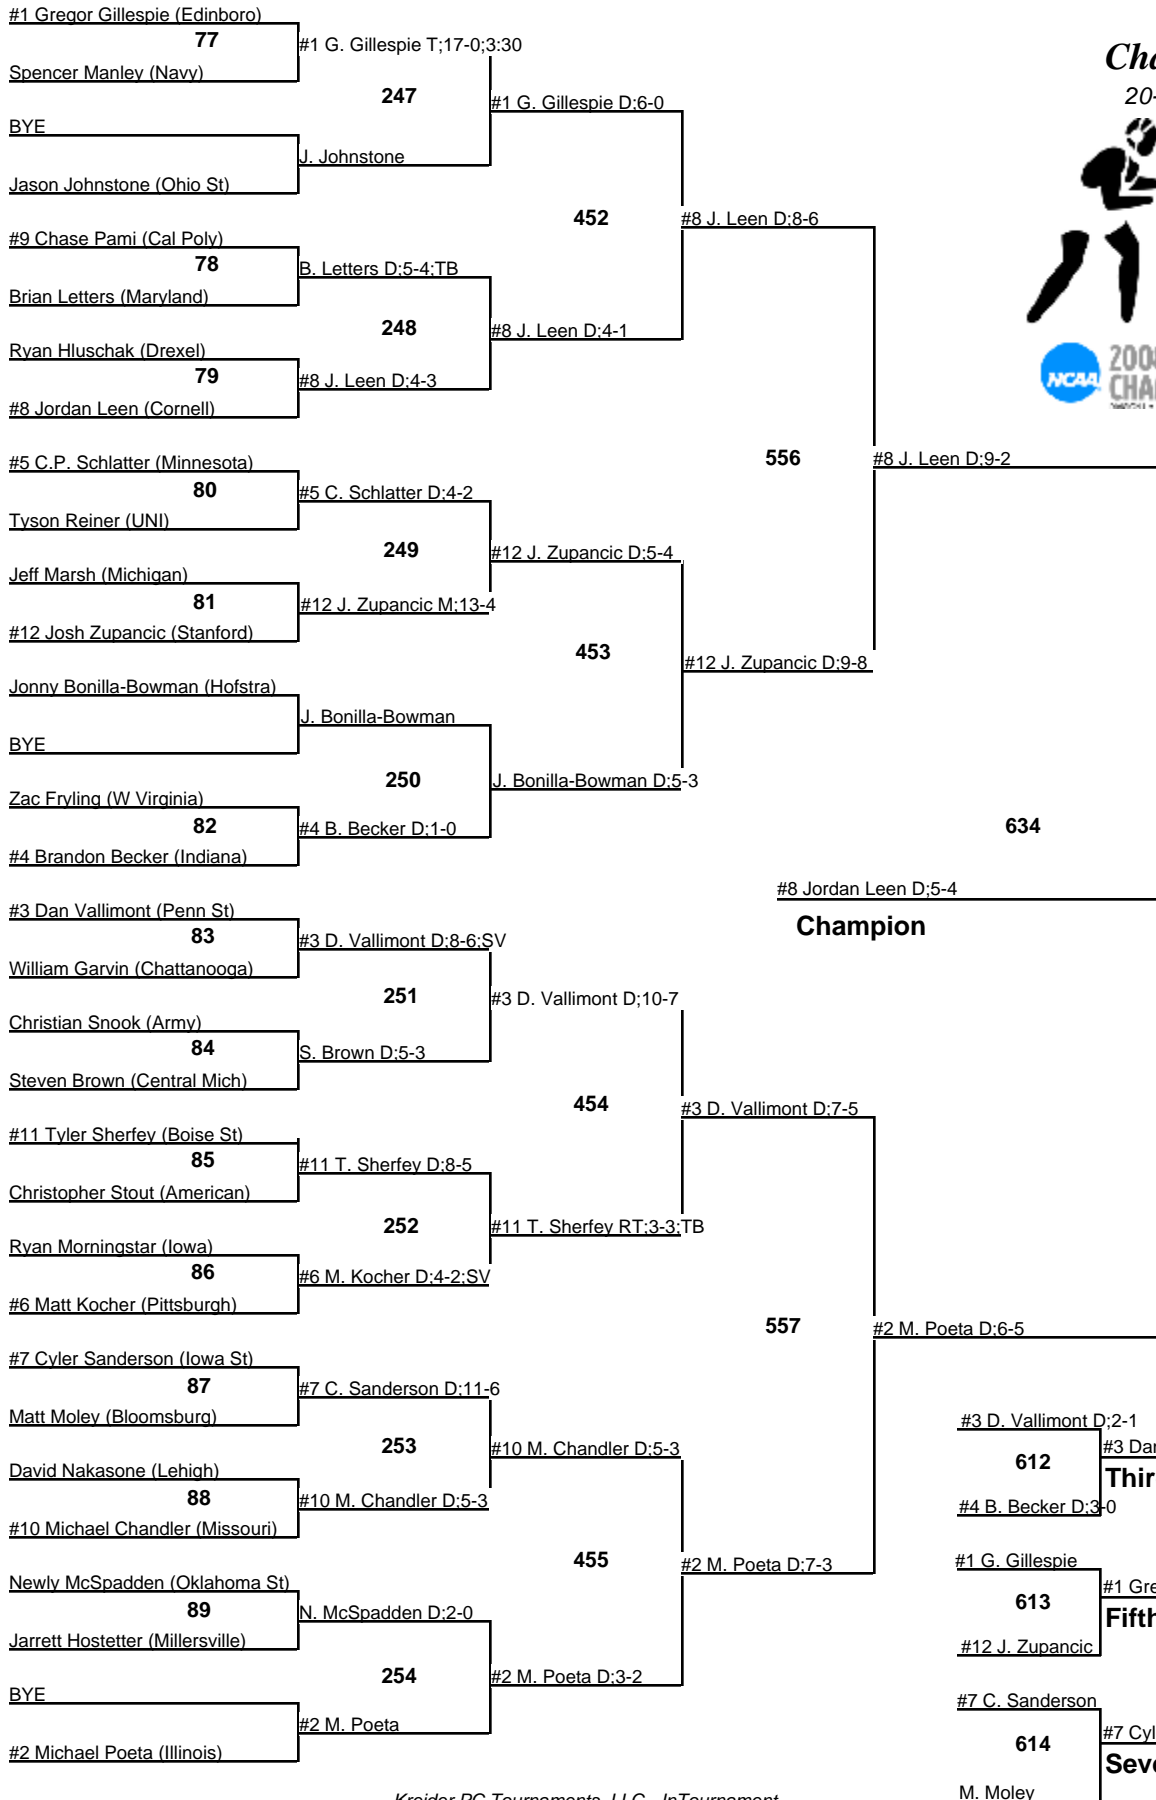 #1 Gregor Gillespie (Edinboro)
77
#1 G. Gillespie T;17-0;3:30
Spencer Manley (Navy)
247
#1 G. Gillespie D;6-0
BYE
J. Johnstone
Jason Johnstone (Ohio St)
452
#8 J. Leen D;8-6
#9 Chase Pami (Cal Poly)
78
B. Letters D;5-4;TB
Brian Letters (Maryland)
248
#8 J. Leen D;4-1
Ryan Hluschak (Drexel)
79
#8 J. Leen D;4-3
#8 Jordan Leen (Cornell)
20-
NCAA
556
#8 J. Leen D;9-2
#5 C.P. Schlatter (Minnesota)
80
#5 C. Schlatter D;4-2
Tyson Reiner (UNI)
249
#12 J. Zupancic D;5-4
Jeff Marsh (Michigan)
81
#12 J. Zupancic M;13-4
#12 Josh Zupancic (Stanford)
453
#12 J. Zupancic D;9-8
Jonny Bonilla-Bowman (Hofstra)
J. Bonilla-Bowman
BYE
250
J. Bonilla-Bowman D;5-3
Zac Fryling (W Virginia)
82
#4 B. Becker D;1-0
#4 Brandon Becker (Indiana)
634
#8 Jordan Leen D;5-4
Champion
#3 Dan Vallimont (Penn St)
83
#3 D. Vallimont D;8-6;SV
William Garvin (Chattanooga)
251
#3 D. Vallimont D;10-7
Christian Snook (Army)
84
S. Brown D;5-3
Steven Brown (Central Mich)
454
#3 D. Vallimont D;7-5
#11 Tyler Sherfey (Boise St)
85
#11 T. Sherfey D;8-5
Christopher Stout (American)
252
#11 T. Sherfey RT;3-3;TB
Ryan Morningstar (Iowa)
86
#6 M. Kocher D;4-2;SV
#6 Matt Kocher (Pittsburgh)
557
#2 M. Poeta D;6-5
#7 Cyler Sanderson (Iowa St)
87
#7 C. Sanderson D;11-6
Matt Moley (Bloomsburg)
253
#10 M. Chandler D;5-3
David Nakasone (Lehigh)
88
#10 M. Chandler D;5-3
#10 Michael Chandler (Missouri)
455
#2 M. Poeta D;7-3
Newly McSpadden (Oklahoma St)
89
N. McSpadden D;2-0
Jarrett Hostetter (Millersville)
254
#2 M. Poeta D;3-2
BYE
#2 M. Poeta
#2 Michael Poeta (Illinois)
#3 D. Vallimont D;2-1
612
#3
#4 B. Becker D;3-0
#1 G. Gillespie
613
#1
#12 J. Zupancic
#7 C. Sanderson
614
#7
M. Moley
Kreider PC Tournaments, LLC - InTournament